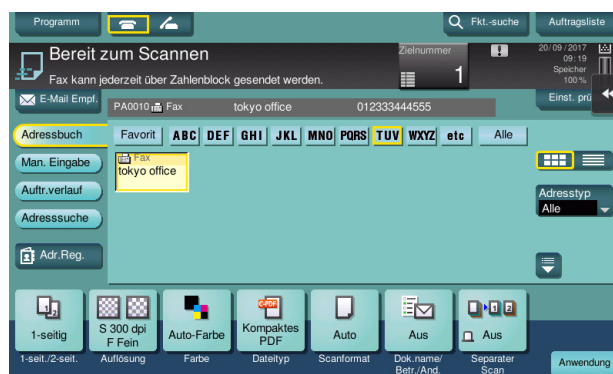 Programm
Fkt.-suche
Auftragsliste
Bereit zum Scannen
Fax kann jederzeit über Zahlenblock gesendet werden.
Zielnummer
1
20/09/2017
09:19
Speicher
100%
E-Mail Empf.
PA0010 Fax tokyo office 012333444555
Einst. prü
Adressbuch
Favorit ABC DEF GHI JKL MNO PQRS TUV WXYZ etc Alle
Man. Eingabe
Fax
tokyo office
Auftr.verlauf
Adresstyp
Alle
Adresssuche
Adr.Reg.
1-seitig
S 300 dpi
F Fein
Auto-Farbe
C-PDF
Kompaktes
PDF
Auto
Aus
Aus
1-seit./2-seit.
Auflösung
Farbe
Dateityp
Scanformat
Dok.name/
Betr./And.
Separater
Scan
Anwendung